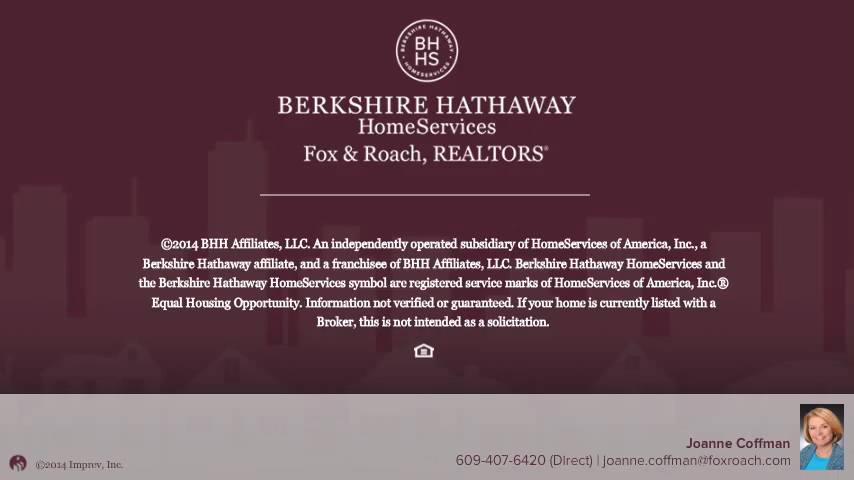 BERKSHIRE HATHAWAY
BH
HS
HOMESERVICES
BERKSHIRE HATHAWAY
HomeServices
Fox & Roach, REALTORS®
©2014 BHH Affiliates, LLC. An independently operated subsidiary of HomeServices of America, Inc., a
Berkshire Hathaway affiliate, and a franchisee of BHH Affiliates, LLC. Berkshire Hathaway HomeServices and
the Berkshire Hathaway HomeServices symbol are registered service marks of HomeServices of America, Inc.®
Equal Housing Opportunity. Information not verified or guaranteed. If your home is currently listed with a
Broker, this is not intended as a solicitation.
Joanne Coffman
609-407-6420 (Direct) | joanne.coffman@foxroach.com
©2014 Imprev, Inc.